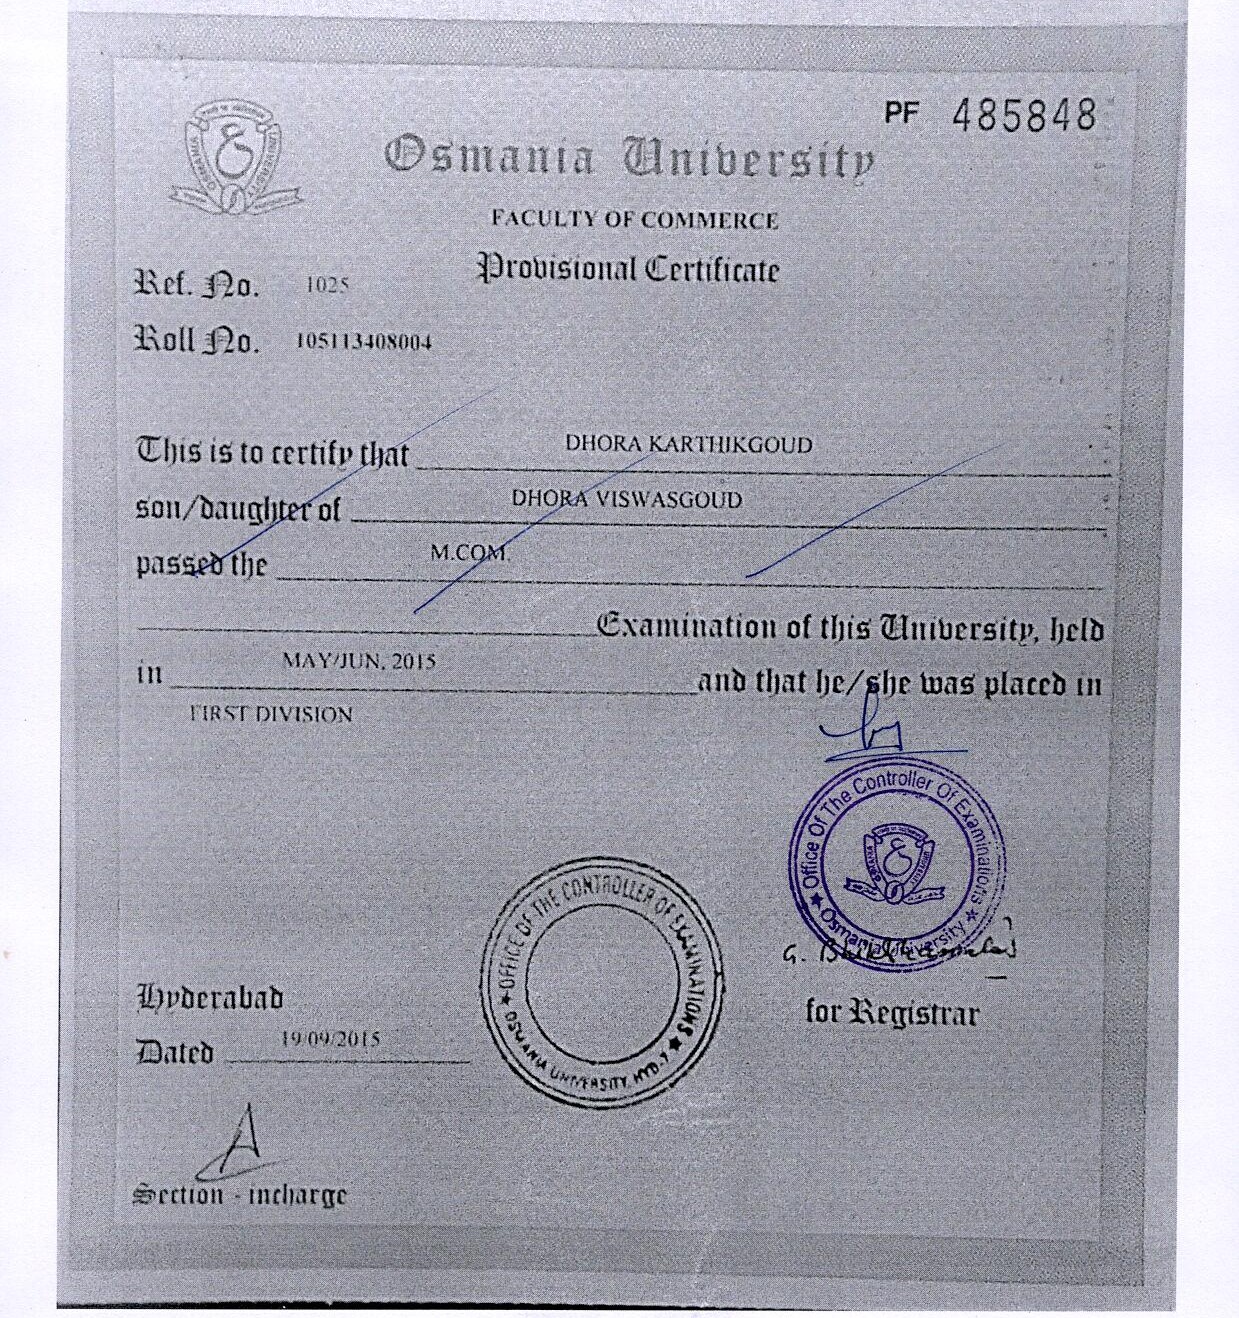 PF 485848
Osmania University
FACULTY OF COMMERCE
Provisional Certificate
Ref. No. 1025
Roll No. 105113408004
This is to certify that DHORA KARTHIKGOUD
son/daughter of DHORA VISWASGOUD
passed the M.COM.
Examination of this University, held
in MAY/JUN, 2015 and that he/she was placed in
FIRST DIVISION
Office Of The Controller Of Examinations
Osmania University
OFFICE OF THE CONTROLLER OF EXAMINATIONS
OSMANIA UNIVERSITY, HYD-7
G.
for Registrar
Hyderabad
Dated 19/09/2015
Section - incharge